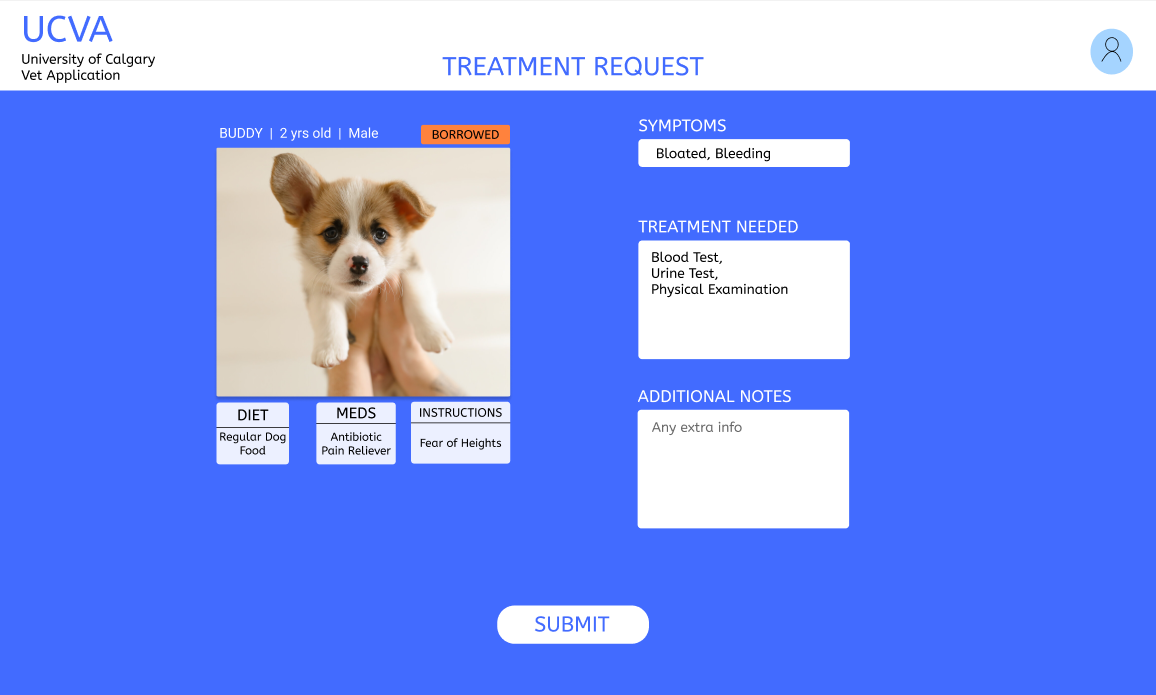 UCVA
University of Calgary
Vet Application
TREATMENT REQUEST
BUDDY | 2 yrs old | Male
BORROWED
DIET
Regular Dog
Food
MEDS
Antibiotic
Pain Reliever
INSTRUCTIONS
Fear of Heights
SYMPTOMS
Bloated, Bleeding
TREATMENT NEEDED
Blood Test,
Urine Test,
Physical Examination
ADDITIONAL NOTES
Any extra info
SUBMIT